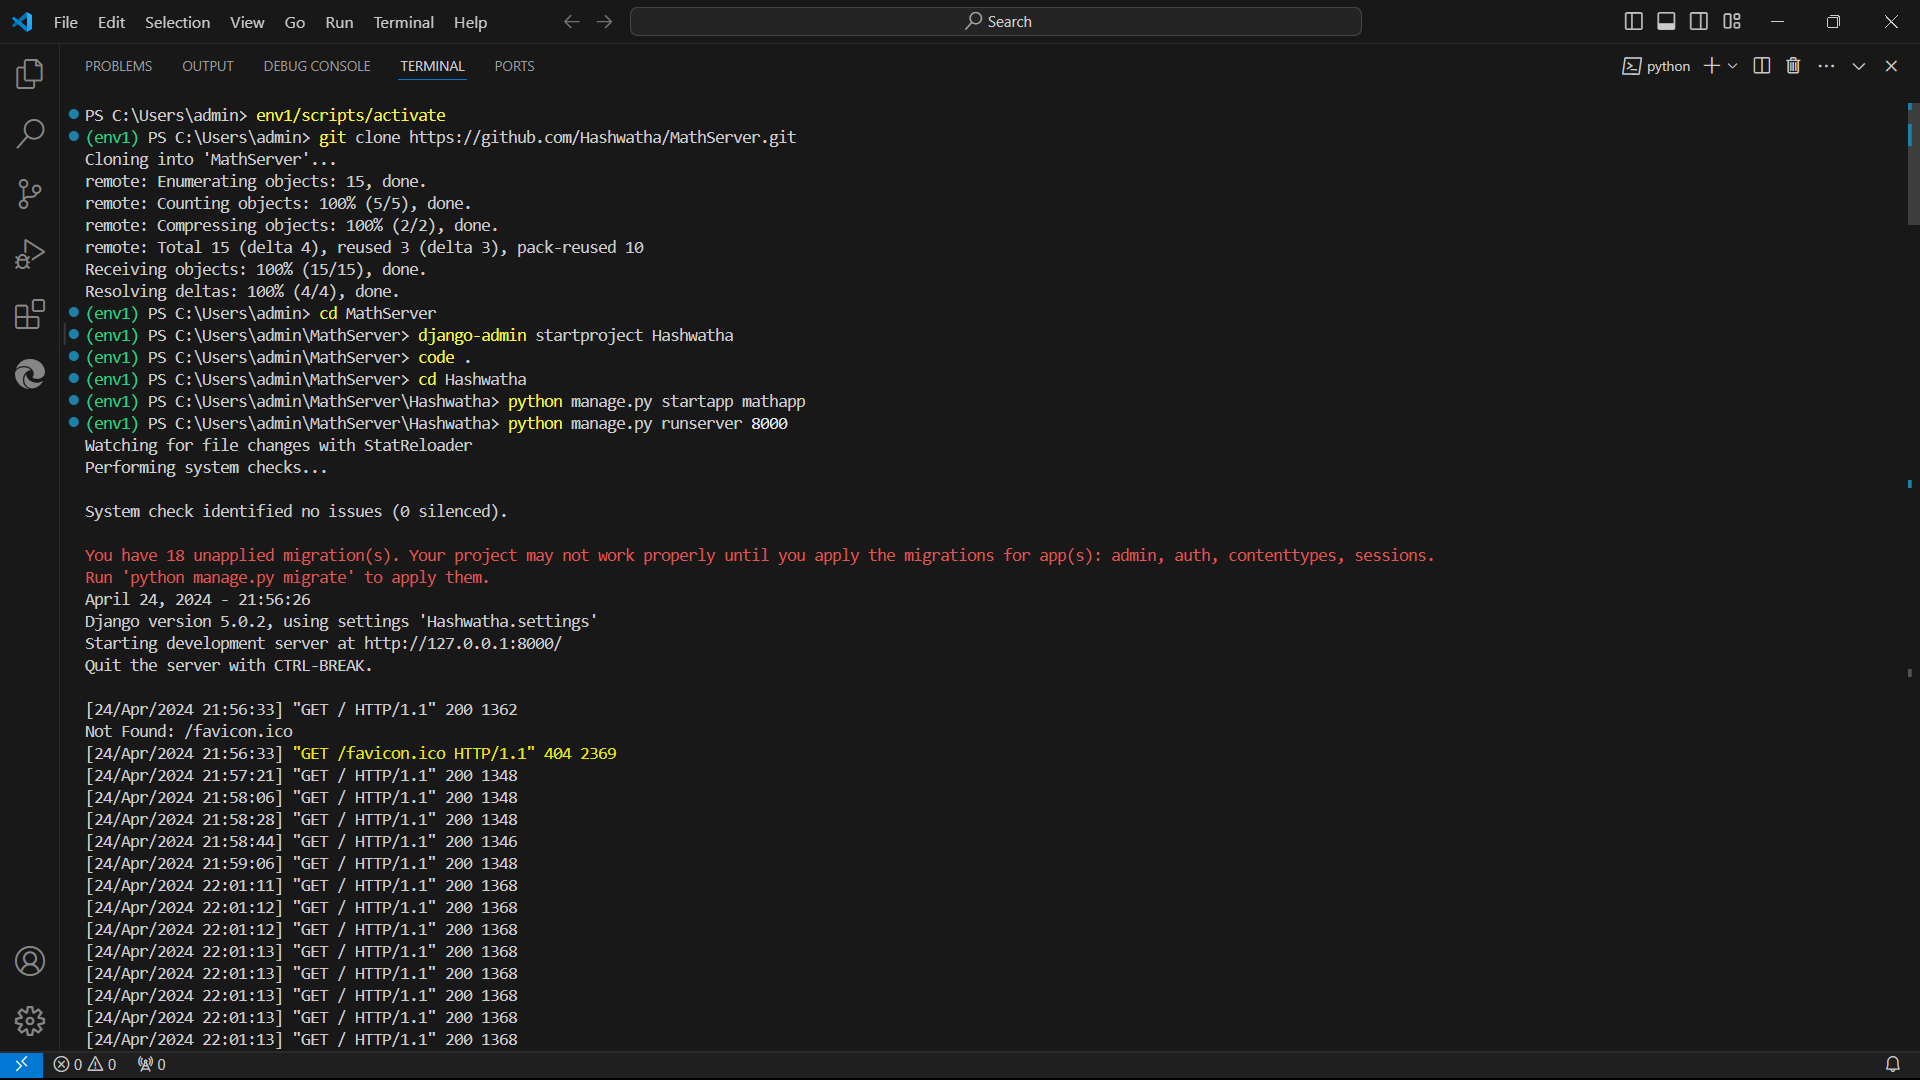 File Edit Selection View Go Run Terminal Help Search
PROBLEMS OUTPUT DEBUG CONSOLE TERMINAL PORTS python
PS C:\Users\admin> env1/scripts/activate
(env1) PS C:\Users\admin> git clone https://github.com/Hashwatha/MathServer.git
Cloning into 'MathServer'...
remote: Enumerating objects: 15, done.
remote: Counting objects: 100% (5/5), done.
remote: Compressing objects: 100% (2/2), done.
remote: Total 15 (delta 4), reused 3 (delta 3), pack-reused 10
Receiving objects: 100% (15/15), done.
Resolving deltas: 100% (4/4), done.
(env1) PS C:\Users\admin> cd MathServer
(env1) PS C:\Users\admin\MathServer> django-admin startproject Hashwatha
(env1) PS C:\Users\admin\MathServer> code .
(env1) PS C:\Users\admin\MathServer> cd Hashwatha
(env1) PS C:\Users\admin\MathServer\Hashwatha> python manage.py startapp mathapp
(env1) PS C:\Users\admin\MathServer\Hashwatha> python manage.py runserver 8000
Watching for file changes with StatReloader
Performing system checks...
System check identified no issues (0 silenced).
You have 18 unapplied migration(s). Your project may not work properly until you apply the migrations for app(s): admin, auth, contenttypes, sessions.
Run 'python manage.py migrate' to apply them.
April 24, 2024 - 21:56:26
Django version 5.0.2, using settings 'Hashwatha.settings'
Starting development server at http://127.0.0.1:8000/
Quit the server with CTRL-BREAK.
[24/Apr/2024 21:56:33] "GET / HTTP/1.1" 200 1362
Not Found: /favicon.ico
[24/Apr/2024 21:56:33] "GET /favicon.ico HTTP/1.1" 404 2369
[24/Apr/2024 21:57:21] "GET / HTTP/1.1" 200 1348
[24/Apr/2024 21:58:06] "GET / HTTP/1.1" 200 1348
[24/Apr/2024 21:58:28] "GET / HTTP/1.1" 200 1348
[24/Apr/2024 21:58:44] "GET / HTTP/1.1" 200 1346
[24/Apr/2024 21:59:06] "GET / HTTP/1.1" 200 1348
[24/Apr/2024 22:01:11] "GET / HTTP/1.1" 200 1368
[24/Apr/2024 22:01:12] "GET / HTTP/1.1" 200 1368
[24/Apr/2024 22:01:12] "GET / HTTP/1.1" 200 1368
[24/Apr/2024 22:01:13] "GET / HTTP/1.1" 200 1368
[24/Apr/2024 22:01:13] "GET / HTTP/1.1" 200 1368
[24/Apr/2024 22:01:13] "GET / HTTP/1.1" 200 1368
[24/Apr/2024 22:01:13] "GET / HTTP/1.1" 200 1368
[24/Apr/2024 22:01:13] "GET / HTTP/1.1" 200 1368
0 0 0